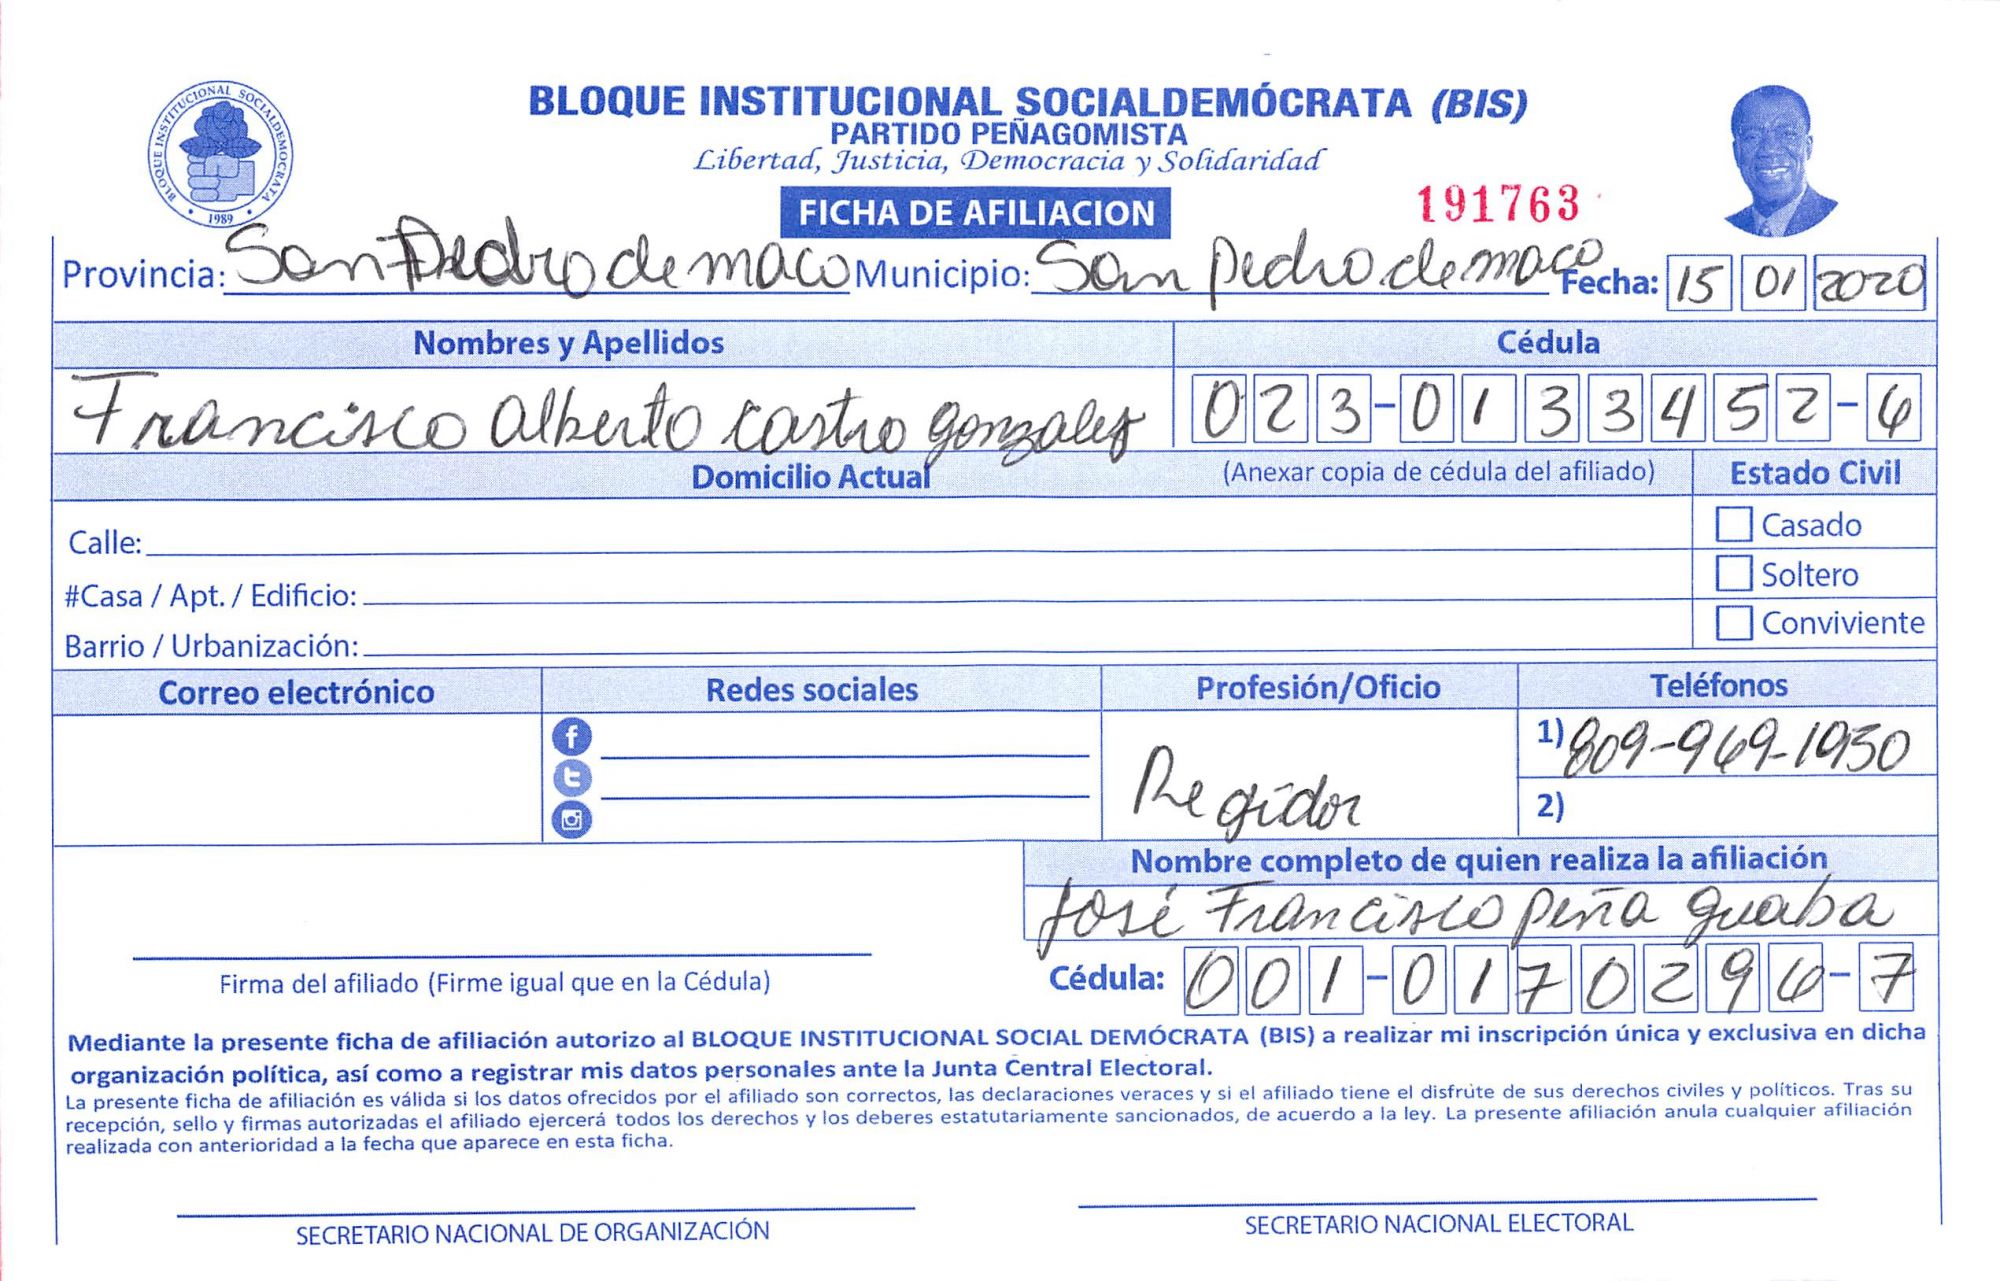 BLOQUE INSTITUCIONAL SOCIALDEMOCRATA
1989
BLOQUE INSTITUCIONAL SOCIALDEMÓCRATA (BIS)
PARTIDO PEÑAGOMISTA
Libertad, Justicia, Democracia y Solidaridad
FICHA DE AFILIACION
191763
Provincia: San Pedro de maco Municipio: San Pedro de maco Fecha: 15 01 2020
Nombres y Apellidos Cédula
Francisco Alberto Castro gonzalez 023-0133452-6
Domicilio Actual (Anexar copia de cédula del afiliado) Estado Civil
Calle: Casado
#Casa / Apt. / Edificio: Soltero
Barrio / Urbanización: Conviviente
Correo electrónico Redes sociales Profesión/Oficio Teléfonos
1) 809-969-1950
Regidor
2)
Nombre completo de quien realiza la afiliación
José Francisco Peña guaba
Firma del afiliado (Firme igual que en la Cédula) Cédula: 001-0170296-7
Mediante la presente ficha de afiliación autorizo al BLOQUE INSTITUCIONAL SOCIAL DEMÓCRATA (BIS) a realizar mi inscripción única y exclusiva en dicha
organización política, así como a registrar mis datos personales ante la Junta Central Electoral.
La presente ficha de afiliación es válida si los datos ofrecidos por el afiliado son correctos, las declaraciones veraces y si el afiliado tiene el disfrute de sus derechos civiles y políticos. Tras su
recepción, sello y firmas autorizadas el afiliado ejercerá todos los derechos y los deberes estatutariamente sancionados, de acuerdo a la ley. La presente afiliación anula cualquier afiliación
realizada con anterioridad a la fecha que aparece en esta ficha.
SECRETARIO NACIONAL DE ORGANIZACIÓN SECRETARIO NACIONAL ELECTORAL